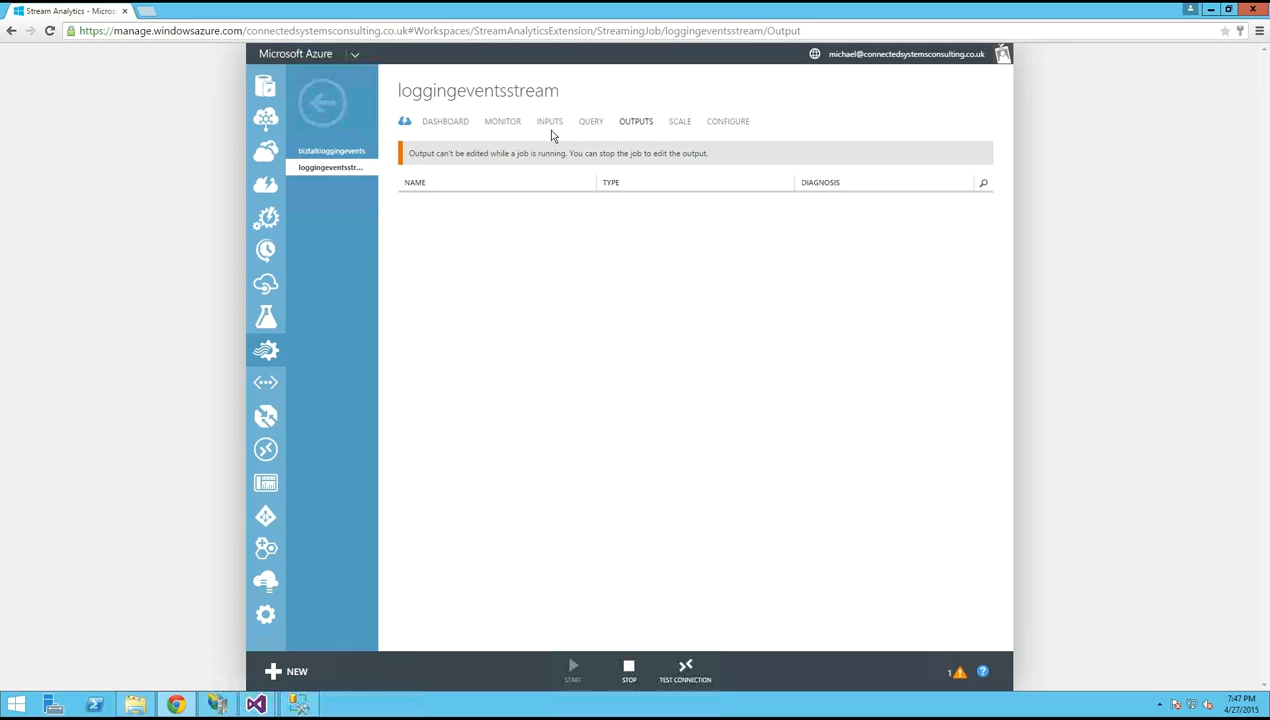 Stream Analytics - Micros
https://manage.windowsazure.com/connectedsystemsconsulting.co.uk#Workspaces/StreamAnalyticsExtension/StreamingJob/loggingeventsstream/Output
Microsoft Azure
michael@connectedsystemsconsulting.co.uk
loggingeventsstream
DASHBOARD MONITOR INPUTS QUERY OUTPUTS SCALE CONFIGURE
biztalkloggingevents
loggingeventsstr...
Output can't be edited while a job is running. You can stop the job to edit the output.
NAME TYPE DIAGNOSIS
NEW
START STOP TEST CONNECTION
1
?
7:47 PM
4/27/2015